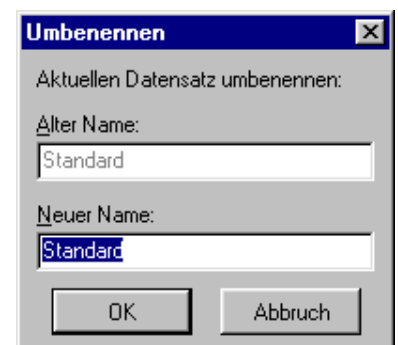 Umbenennen
Aktuellen Datensatz umbenennen:
Alter Name:
Standard
Neuer Name:
Standard
OK Abbruch